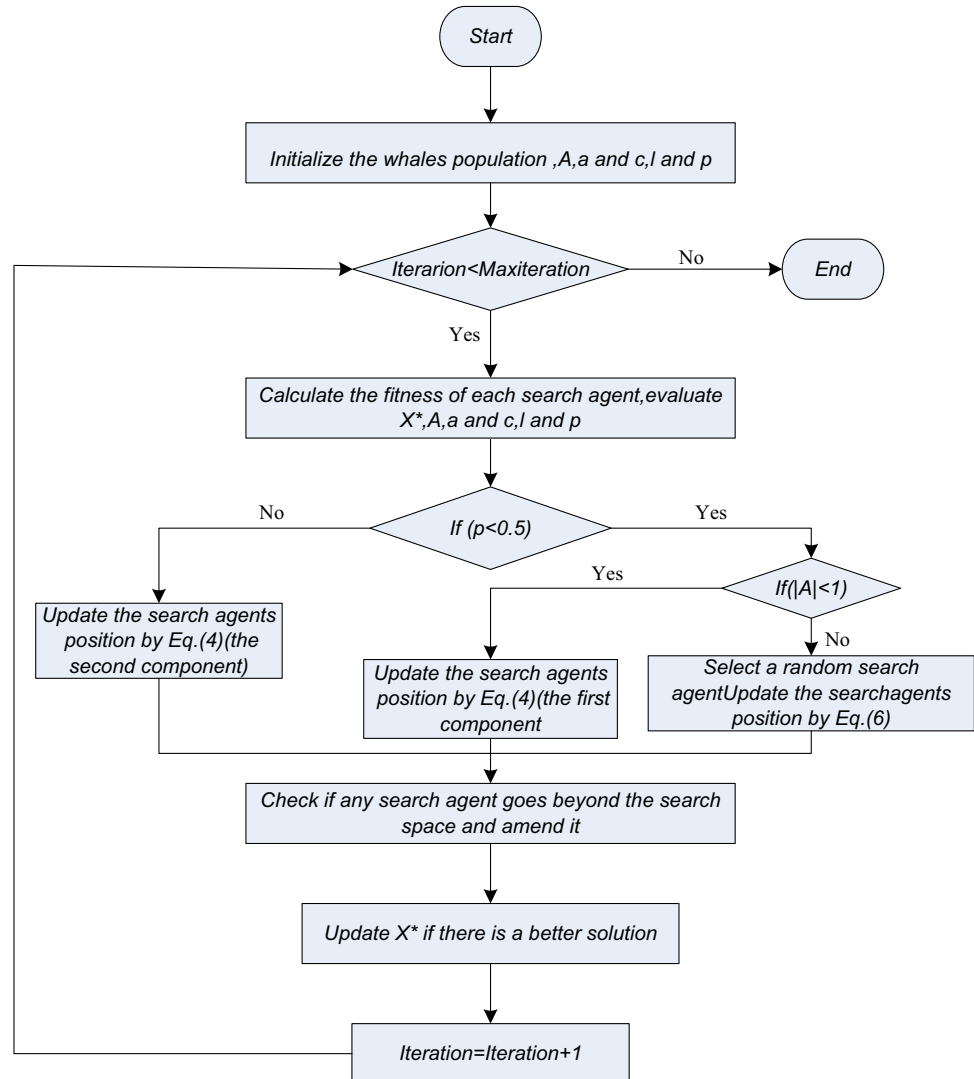 Start
Initialize the whales population ,A,a and c,l and p
Iterarion<Maxiteration
No
End
Yes
Calculate the fitness of each search agent,evaluate
X*,A,a and c,l and p
If (p<0.5)
No
Yes
If(|A|<1)
Yes
No
Update the search agents
position by Eq.(4)(the
second component)
Update the search agents
position by Eq.(4)(the first
component
Select a random search
agentUpdate the searchagents
position by Eq.(6)
Check if any search agent goes beyond the search
space and amend it
Update X* if there is a better solution
Iteration=Iteration+1